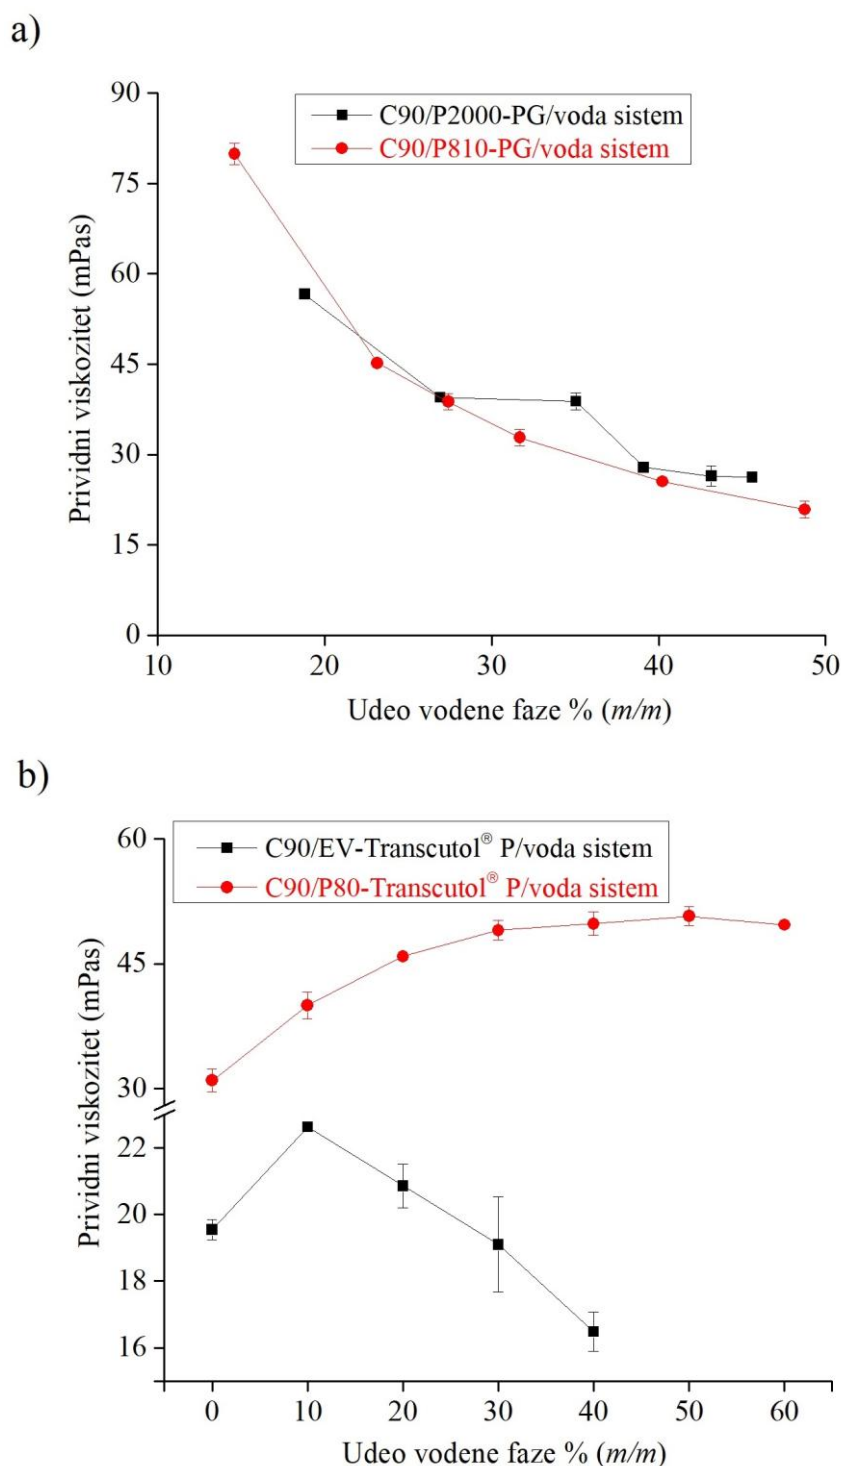 a)
90
75
60
45
30
15
0
Prividni viskozitet (mPas)
C90/P2000-PG/voda sistem
C90/P810-PG/voda sistem
10
20
30
40
50
Udeo vodene faze % (m/m)
b)
60
45
30
22
20
18
16
Prividni viskozitet (mPas)
C90/EV-Transcutol® P/voda sistem
C90/P80-Transcutol® P/voda sistem
0
10
20
30
40
50
60
Udeo vodene faze % (m/m)